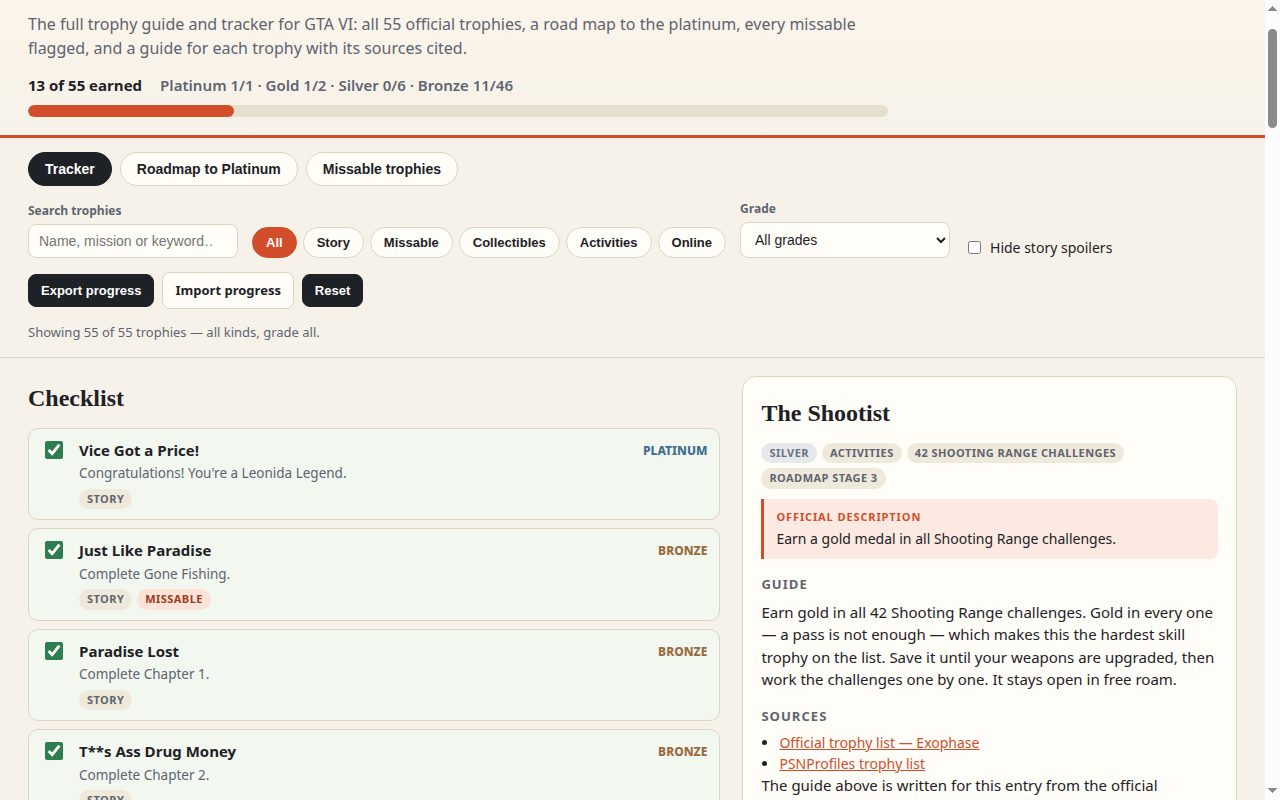 The full trophy guide and tracker for GTA VI: all 55 official trophies, a road map to the platinum, every missable
flagged, and a guide for each trophy with its sources cited.
13 of 55 earned Platinum 1/1 · Gold 1/2 · Silver 0/6 · Bronze 11/46
Tracker
Roadmap to Platinum
Missable trophies
Search trophies
Name, mission or keyword..
All
Story
Missable
Collectibles
Activities
Online
Grade
All grades
Hide story spoilers
Export progress
Import progress
Reset
Showing 55 of 55 trophies — all kinds, grade all.
Checklist
Vice Got a Price!
PLATINUM
Congratulations! You're a Leonida Legend.
STORY
Just Like Paradise
BRONZE
Complete Gone Fishing.
STORY
MISSABLE
Paradise Lost
BRONZE
Complete Chapter 1.
STORY
T**s Ass Drug Money
BRONZE
Complete Chapter 2.
STORY
The Shootist
SILVER
ACTIVITIES
42 SHOOTING RANGE CHALLENGES
ROADMAP STAGE 3
OFFICIAL DESCRIPTION
Earn a gold medal in all Shooting Range challenges.
GUIDE
Earn gold in all 42 Shooting Range challenges. Gold in every one
— a pass is not enough — which makes this the hardest skill
trophy on the list. Save it until your weapons are upgraded, then
work the challenges one by one. It stays open in free roam.
SOURCES
Official trophy list — Exophase
PSNProfiles trophy list
The guide above is written for this entry from the official